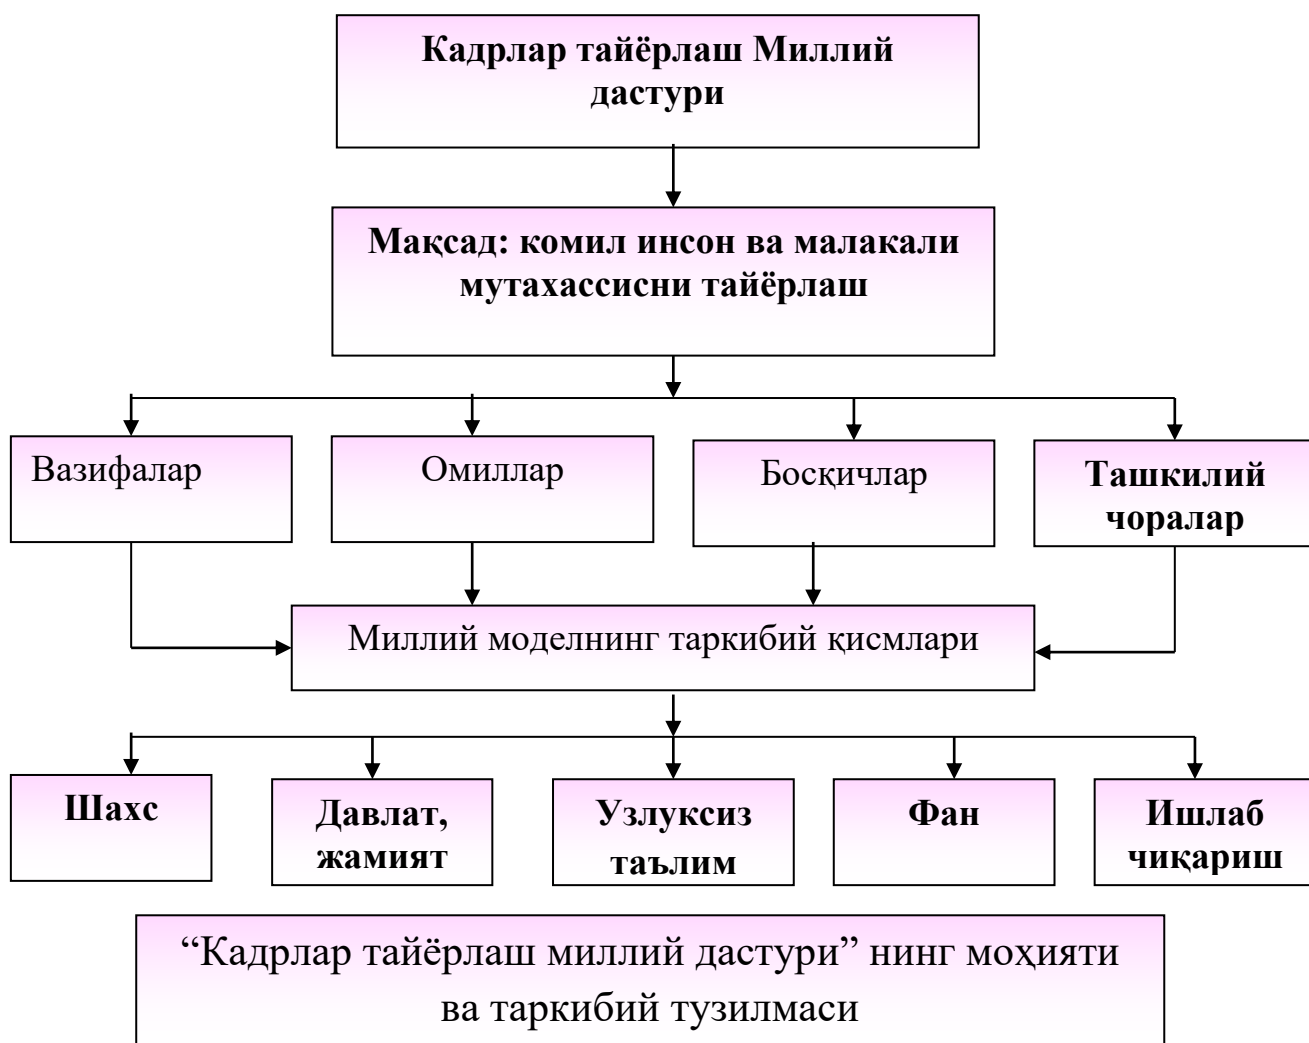 Кадрлар тайёрлаш Миллий
дастури
Мақсад: комил инсон ва малакали
мутахассисни тайёрлаш
Вазифалар
Омиллар
Босқичлар
Ташкилий
чоралар
Миллий моделнинг таркибий қисмлари
Шахс
Давлат,
жамият
Узлуксиз
таълим
Фан
Ишлаб
чиқариш
“Кадрлар тайёрлаш миллий дастури” нинг моҳияти
ва таркибий тузилмаси